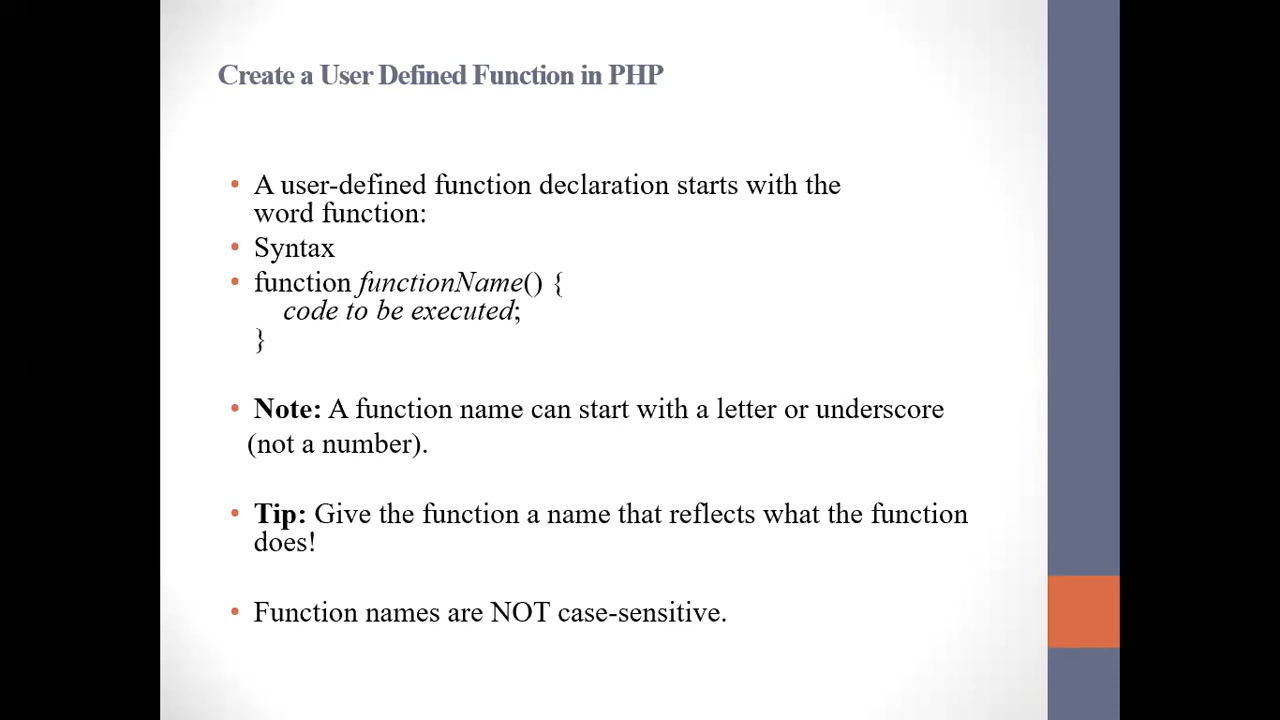 Create a User Defined Function in PHP
• A user-defined function declaration starts with the
word function:
• Syntax
• function functionName() {
code to be executed;
}
• Note: A function name can start with a letter or underscore
(not a number).
• Tip: Give the function a name that reflects what the function
does!
• Function names are NOT case-sensitive.